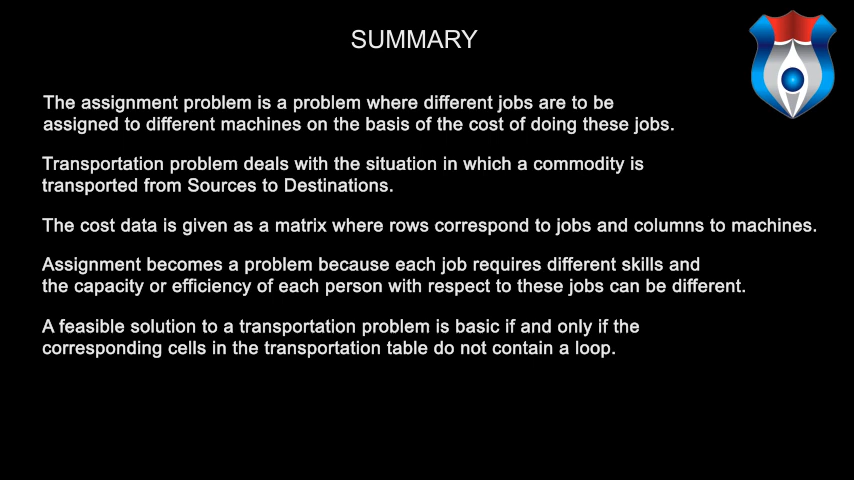 SUMMARY
The assignment problem is a problem where different jobs are to be
assigned to different machines on the basis of the cost of doing these jobs.
Transportation problem deals with the situation in which a commodity is
transported from Sources to Destinations.
The cost data is given as a matrix where rows correspond to jobs and columns to machines.
Assignment becomes a problem because each job requires different skills and
the capacity or efficiency of each person with respect to these jobs can be different.
A feasible solution to a transportation problem is basic if and only if the
corresponding cells in the transportation table do not contain a loop.